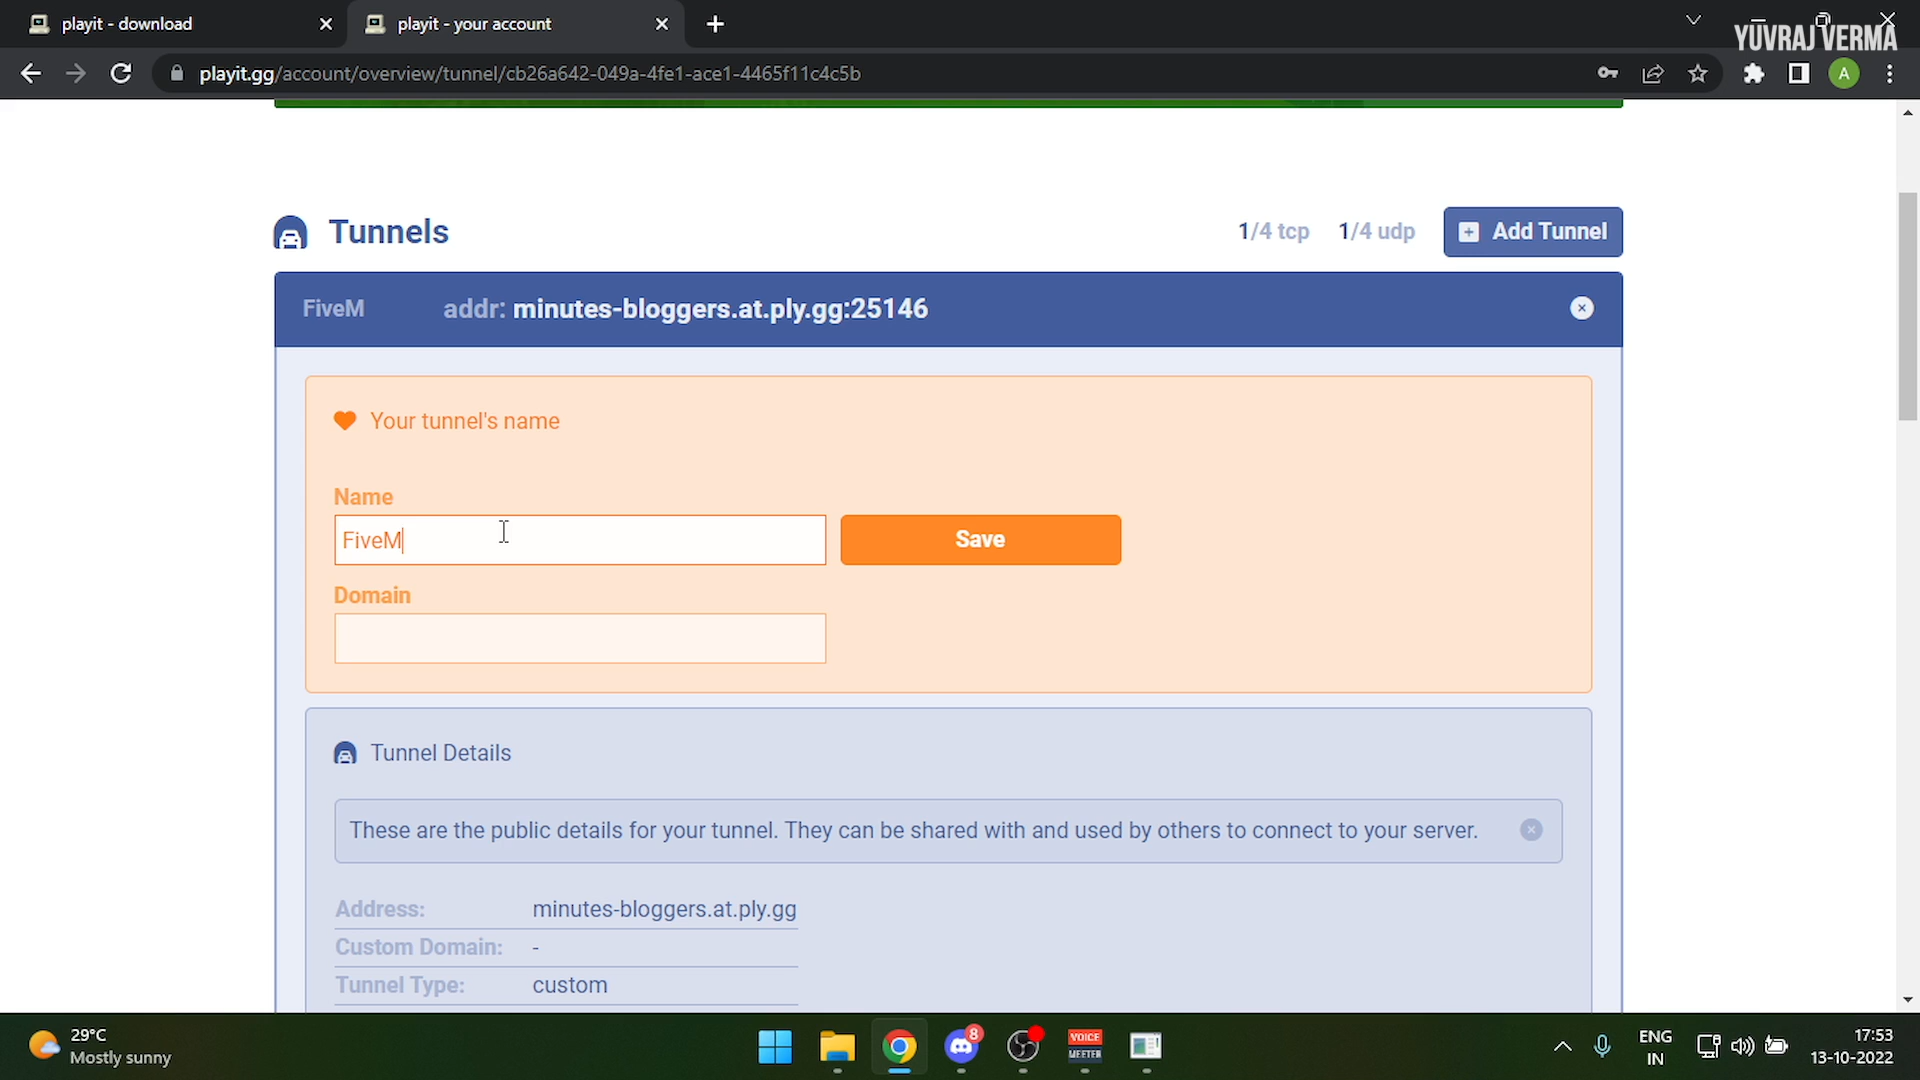 playit - download
playit - your account
YUVRAJ VERMA
playit.gg/account/overview/tunnel/cb26a642-049a-4fe1-ace1-4465f11c4c5b
A
Tunnels
1/4 tcp 1/4 udp
Add Tunnel
FiveM addr: minutes-bloggers.at.ply.gg:25146
Your tunnel's name
Name
FiveM
Save
Domain
Tunnel Details
These are the public details for your tunnel. They can be shared with and used by others to connect to your server.
Address: minutes-bloggers.at.ply.gg
Custom Domain: -
Tunnel Type: custom
29°C
Mostly sunny
8
VOICE
MEETER
ENG
IN
17:53
13-10-2022